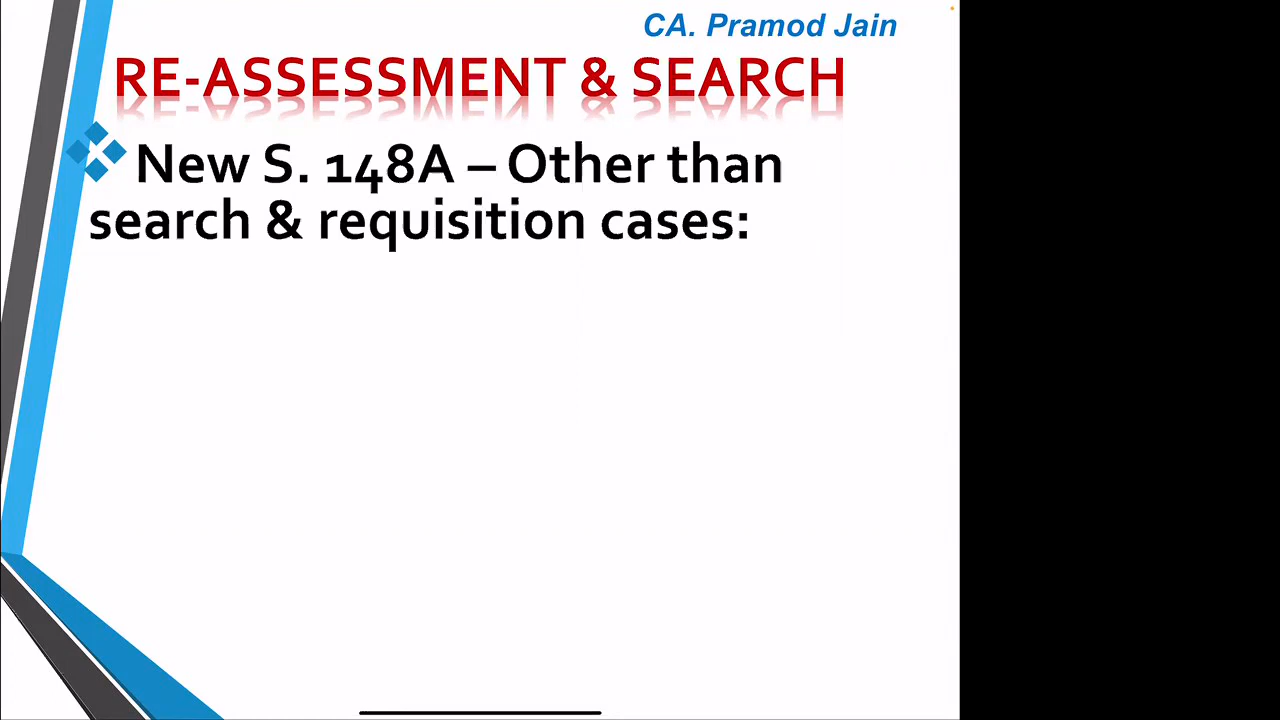 CA. Pramod Jain
RE-ASSESSMENT & SEARCH
New S. 148A – Other than
search & requisition cases: